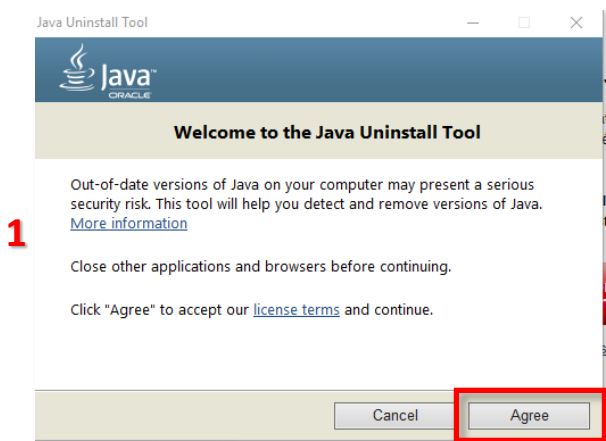 Java Uninstall Tool
Java™
ORACLE
Welcome to the Java Uninstall Tool
Out-of-date versions of Java on your computer may present a serious
security risk. This tool will help you detect and remove versions of Java.
More information
1
Close other applications and browsers before continuing.
Click "Agree" to accept our license terms and continue.
Cancel
Agree